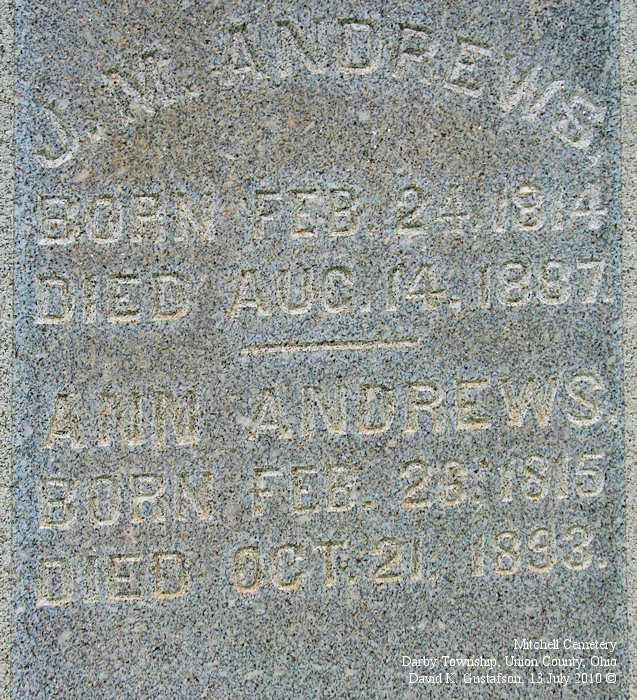 J. M. ANDREWS.
BORN FEB. 24. 1814
DIED AUG. 14. 1887.
ANN ANDREWS.
BORN FEB. 1815
DIED OCT. 21, 1893.
Mitchell Cemetery
Darby Township, Union County, Ohio
David K. Gustafson, 13 July 2010 ©